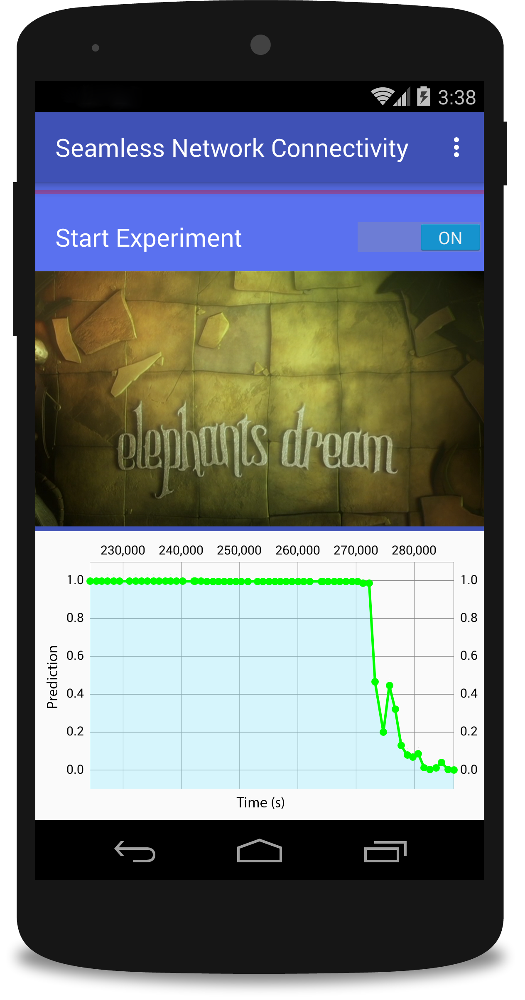 3:38
Seamless Network Connectivity
Start Experiment ON
elephants dream
230,000 240,000 250,000 260,000 270,000 280,000
1.0 1.0
0.8 0.8
0.6 0.6
0.4 0.4
0.2 0.2
0.0 0.0
Prediction
Time (s)